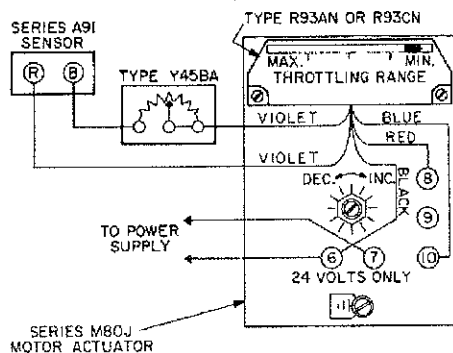 TYPE R93AN OR R93CN
SERIES A91
SENSOR
R B
TYPE Y45BA
MAX. MIN.
THROTTLING RANGE
VIOLET BLUE
RED
VIOLET
DEC. INC.
BLACK
8
9
TO POWER
SUPPLY
6 7 10
24 VOLTS ONLY
SERIES M80J
MOTOR ACTUATOR